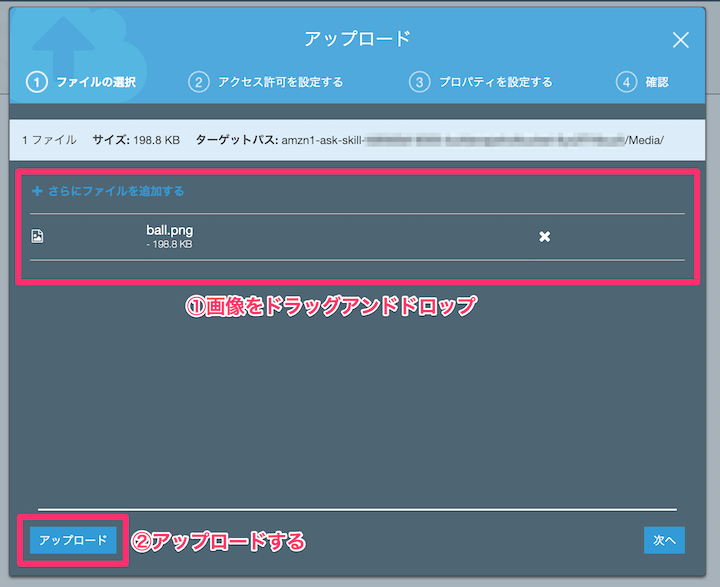 アップロード
1 ファイルの選択 2 アクセス許可を設定する 3 プロパティを設定する 4 確認
1 ファイル サイズ: 198.8 KB ターゲットパス: amzn1-ask-skill- /Media/
+ さらにファイルを追加する
ball.png
- 198.8 KB
①画像をドラッグアンドドロップ
アップロード ②アップロードする 次へ